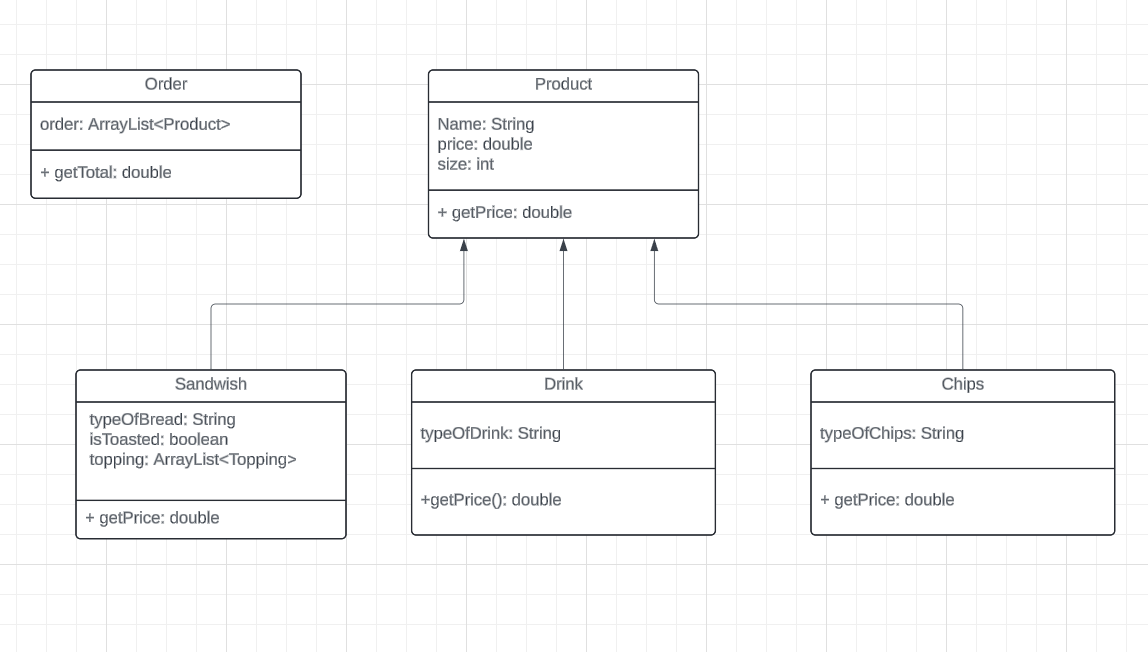 Order
order: ArrayList<Product>
+ getTotal: double
Product
Name: String
price: double
size: int
+ getPrice: double
Sandwish
typeOfBread: String
isToasted: boolean
topping: ArrayList<Topping>
+ getPrice: double
Drink
typeOfDrink: String
+getPrice(): double
Chips
typeOfChips: String
+ getPrice: double